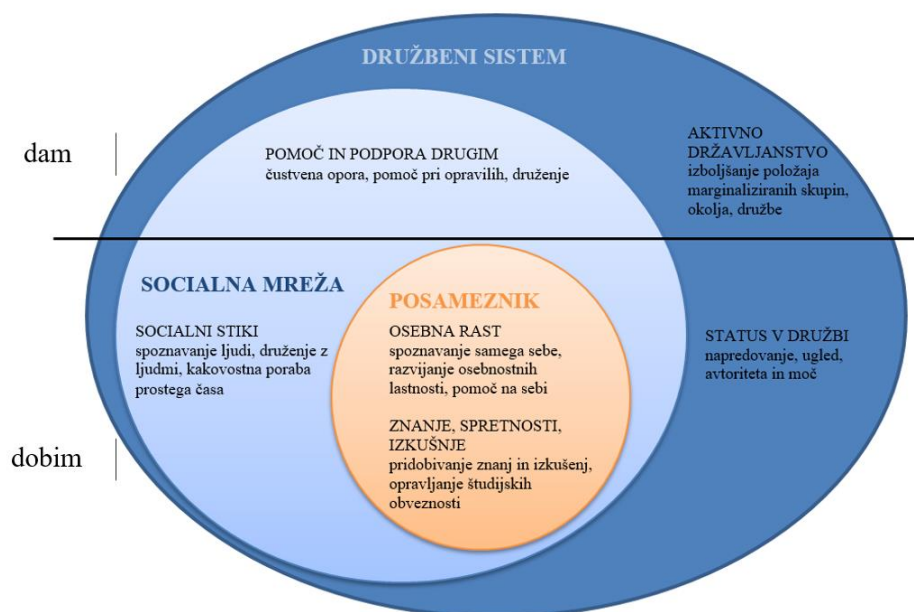 DRUŽBENI SISTEM
dam
POMOČ IN PODPORA DRUGIM
čustvena opora, pomoč pri opravilih, druženje
AKTIVNO
DRŽAVLJANSTVO
izboljšanje položaja
marginaliziranih skupin,
okolja, družbe
SOCIALNA MREŽA
SOCIALNI STIKI
spoznavanje ljudi, druženje z
ljudmi, kakovostna poraba
prostega časa
POSAMEZNIK
OSEBNA RAST
spoznavanje samega sebe,
razvijanje osebnostnih
lastnosti, pomoč na sebi
ZNANJE, SPRETNOSTI,
IZKUŠNJE
pridobivanje znanj in izkušenj,
opravljanje študijskih
obveznosti
STATUS V DRUŽBI
napredovanje, ugled,
avtoriteta in moč
dobim